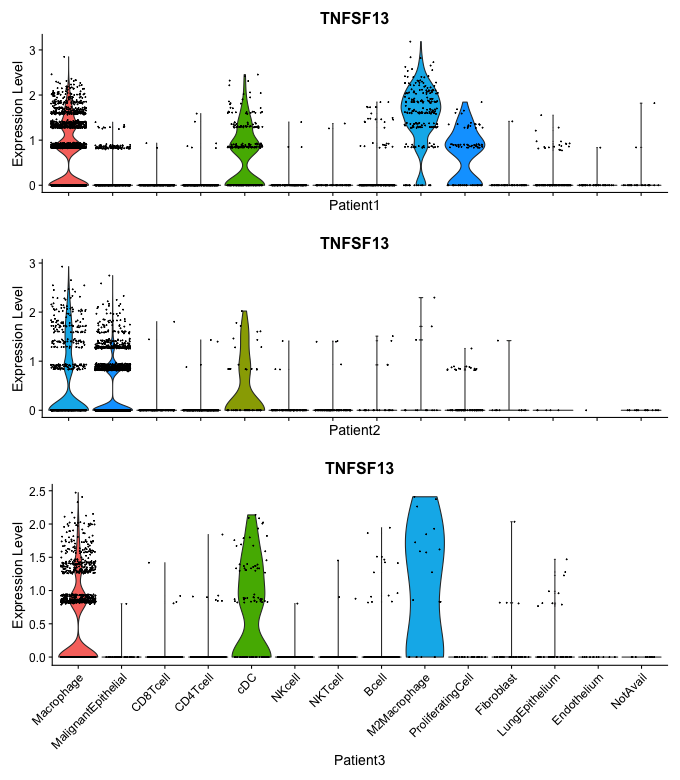 TNFSF13
3
2
1
0
Expression Level
Patient1
TNFSF13
3
2
1
0
Expression Level
Patient2
TNFSF13
2.5
2.0
1.5
1.0
0.5
0.0
Expression Level
Macrophage
MalignantEpithelial
CD8Tcell
CD4Tcell
cDC
NKcell
NKTcell
Bcell
M2Macrophage
ProliferatingCell
Fibroblast
LungEpithelium
Endothelium
NotAvail
Patient3